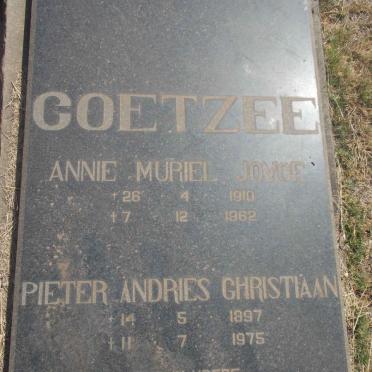 COETZEE
ANNIE MURIEL JOYCE
26 4 1910
+7 12 1962
PIETER ANDRIES CHRISTIAAN
14 5 1897
+11 7 1975